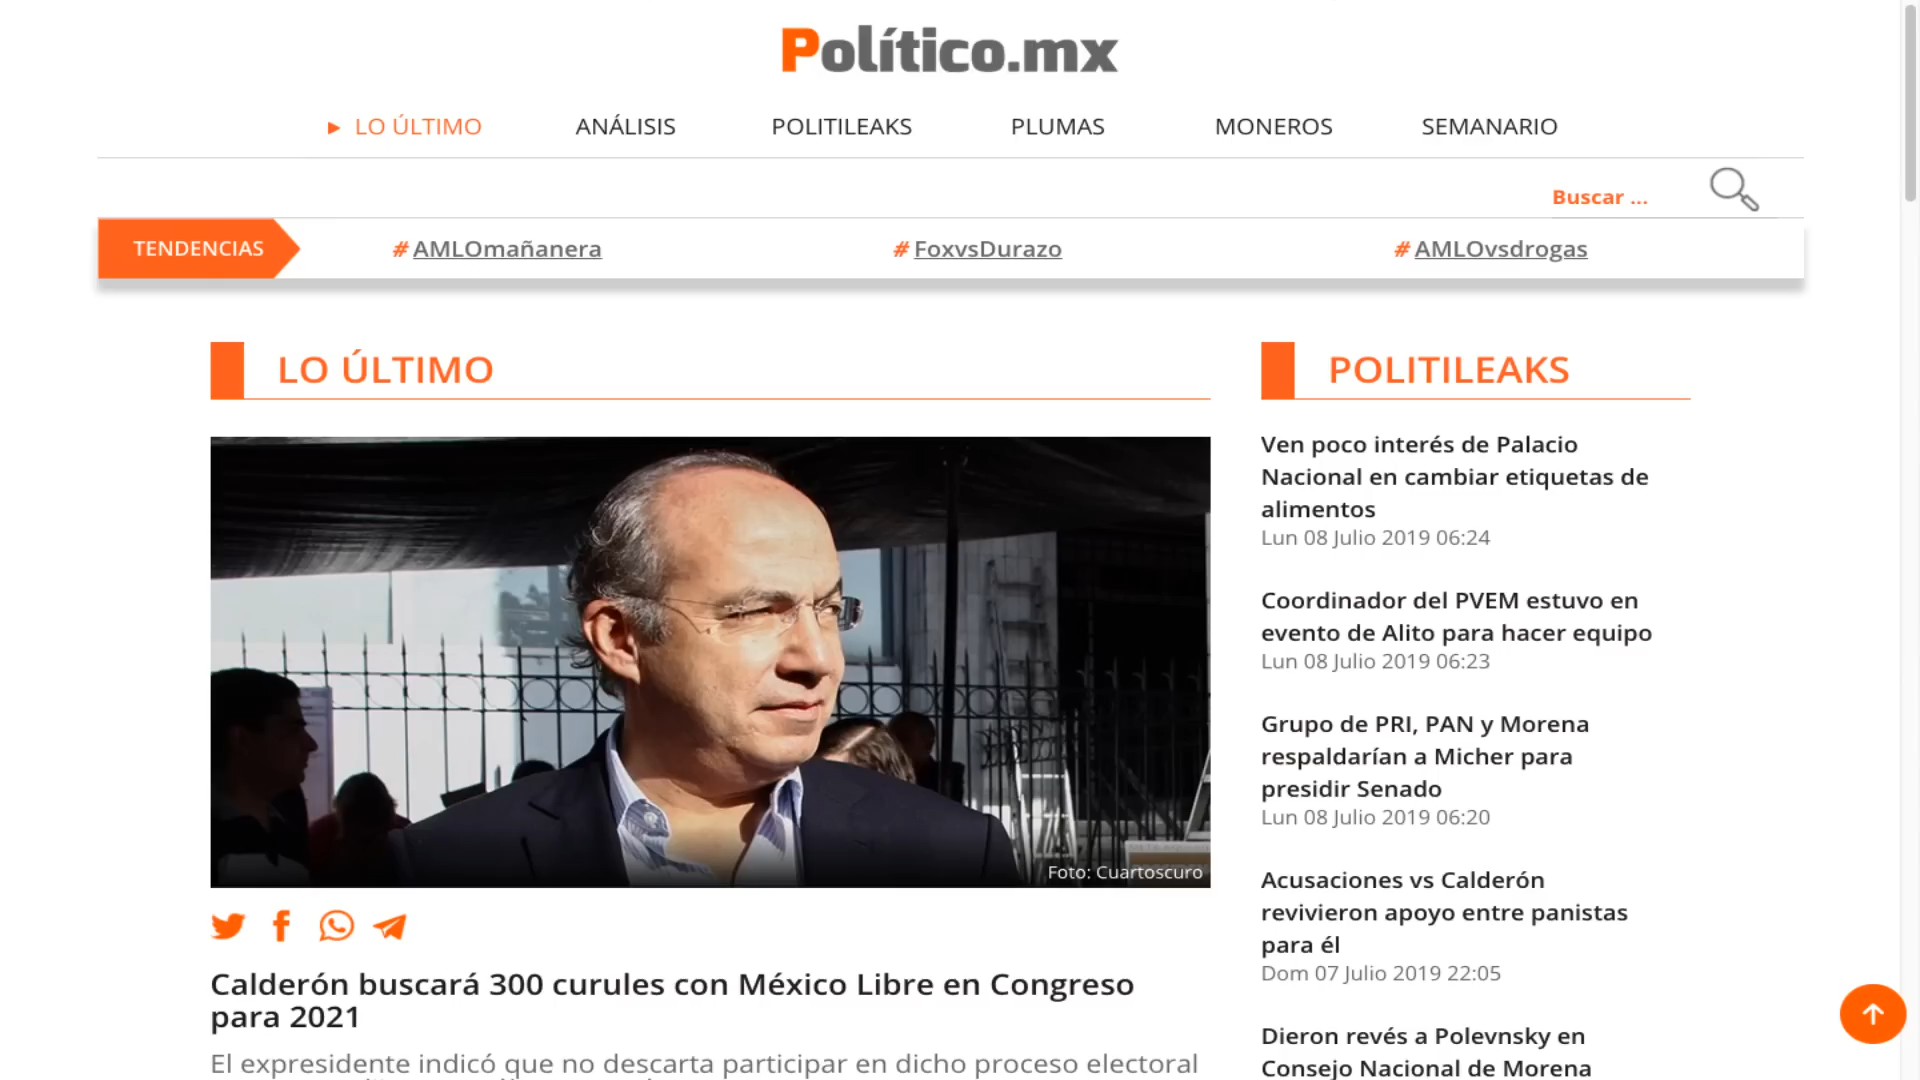 Político.mx
► LO ÚLTIMO ANÁLISIS POLITILEAKS PLUMAS MONEROS SEMANARIO
Buscar ...
TENDENCIAS #AMLOmañanera #FoxvsDurazo #AMLOvsdrogas
LO ÚLTIMO
Foto: Cuartoscuro
Calderón buscará 300 curules con México Libre en Congreso
para 2021
El expresidente indicó que no descarta participar en dicho proceso electoral
POLITILEAKS
Ven poco interés de Palacio
Nacional en cambiar etiquetas de
alimentos
Lun 08 Julio 2019 06:24
Coordinador del PVEM estuvo en
evento de Alito para hacer equipo
Lun 08 Julio 2019 06:23
Grupo de PRI, PAN y Morena
respaldarían a Micher para
presidir Senado
Lun 08 Julio 2019 06:20
Acusaciones vs Calderón
revivieron apoyo entre panistas
para él
Dom 07 Julio 2019 22:05
Dieron revés a Polevnsky en
Consejo Nacional de Morena